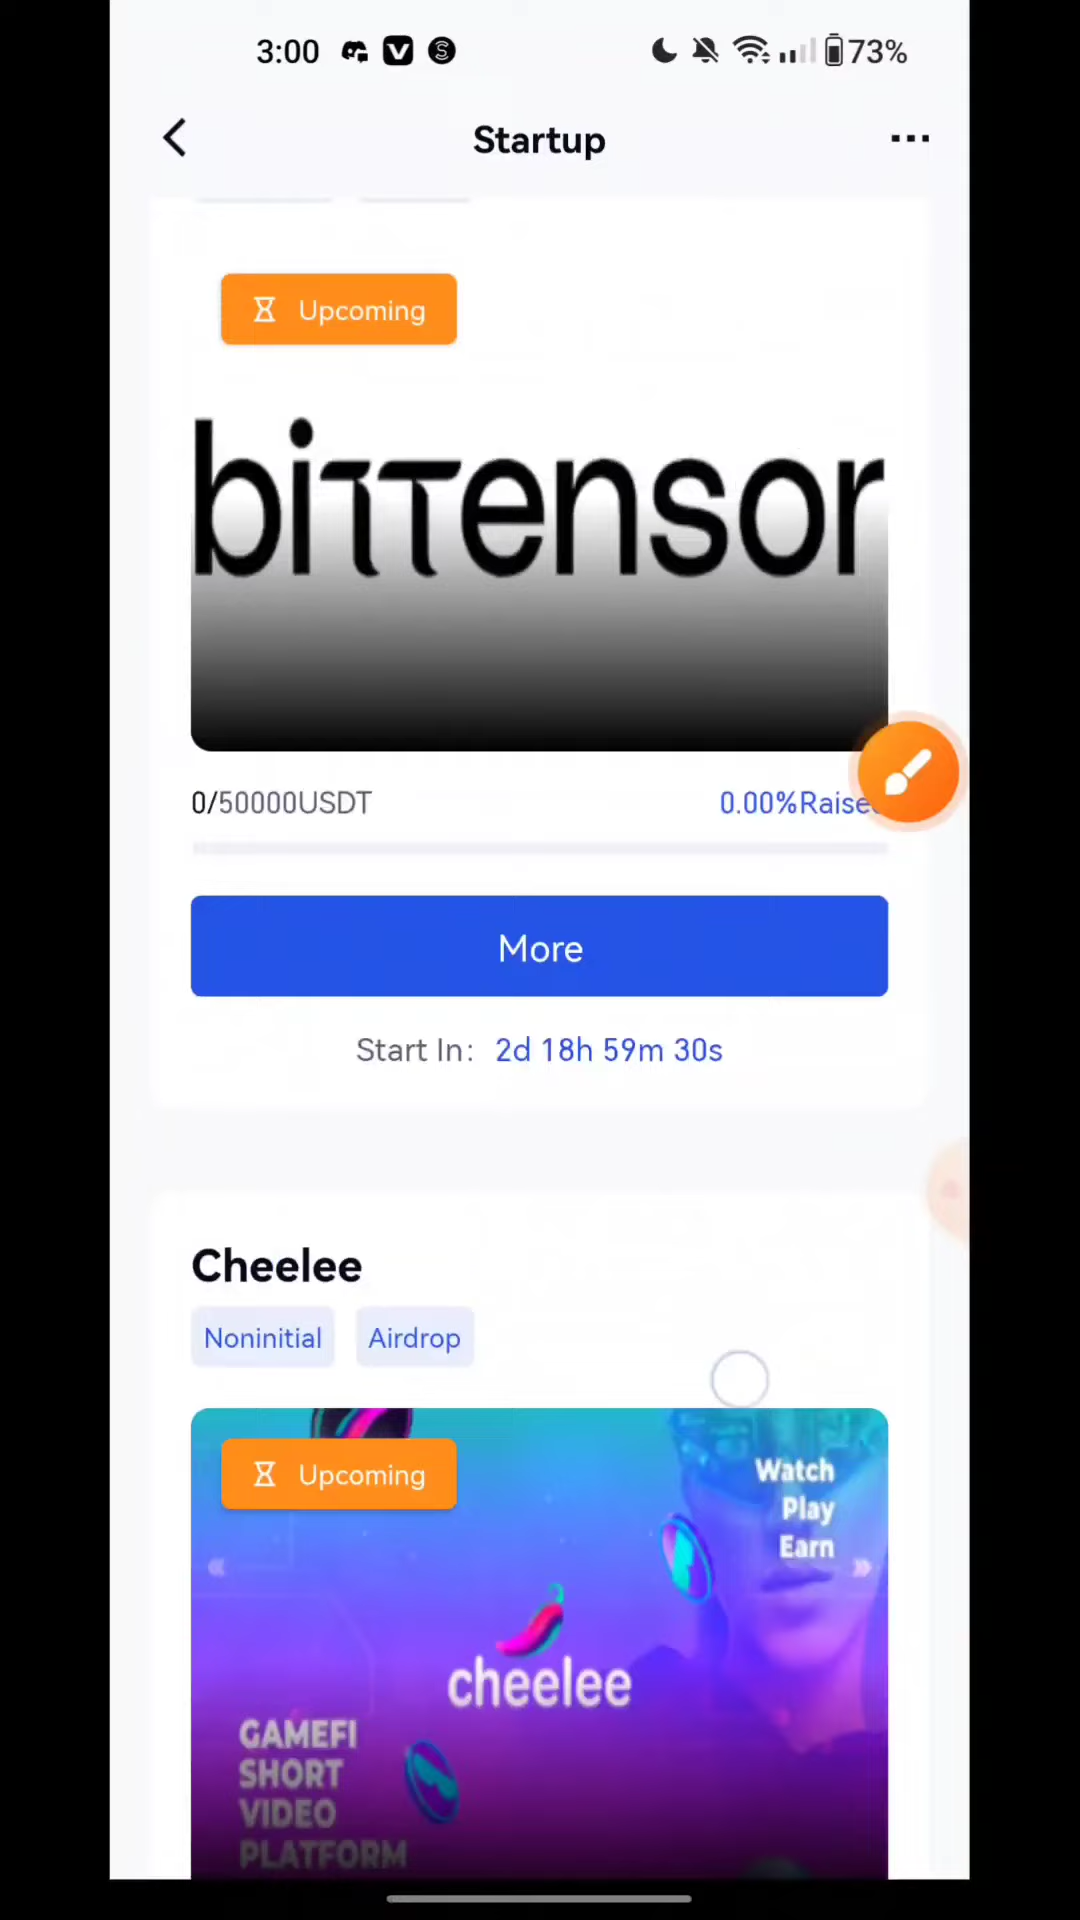 3:00
73%
Startup
Upcoming
bittensor
0/50000USDT
0.00%Raise
More
Start In: 2d 18h 59m 30s
Cheelee
Noninitial
Airdrop
Upcoming
Watch
Play
Earn
cheelee
GAMEFI
SHORT
VIDEO
PLATFORM